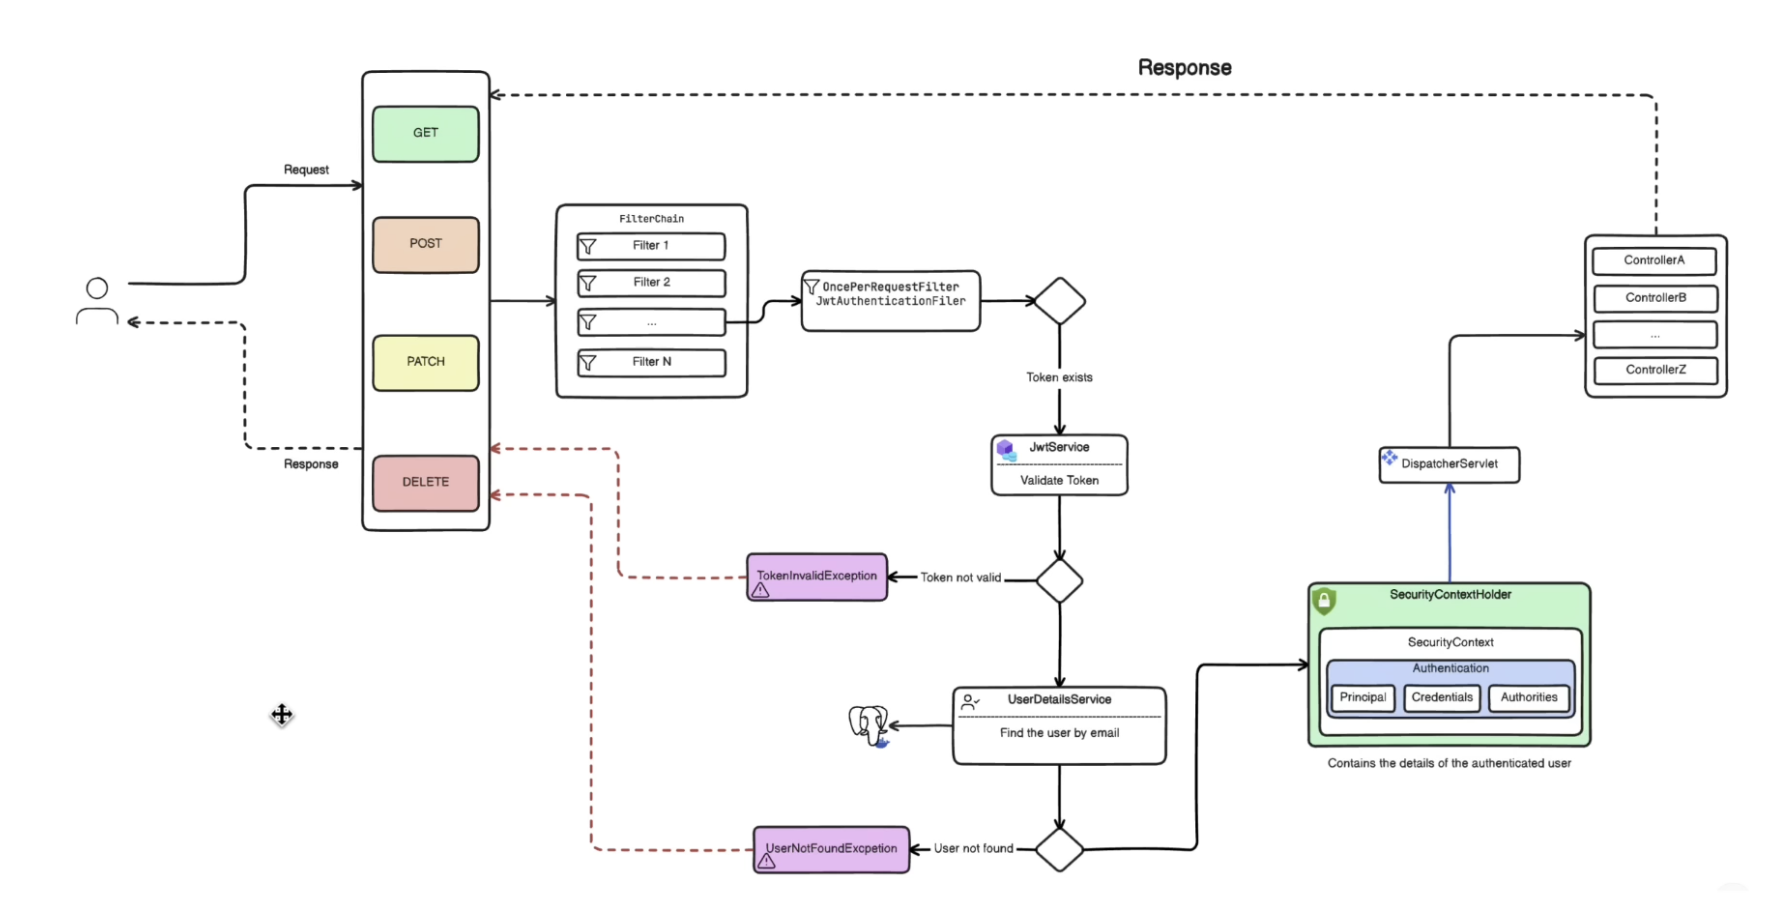 Response
GET
Request
POST
PATCH
DELETE
Response
FilterChain
Filter 1
Filter 2
...
Filter N
OncePerRequestFilter
JwtAuthenticationFiler
Token exists
JwtService
Validate Token
Token not valid
TokenInvalidException
UserDetailsService
Find the user by email
User not found
UserNotFoundExcpetion
SecurityContextHolder
SecurityContext
Authentication
Principal
Credentials
Authorities
Contains the details of the authenticated user
DispatcherServlet
ControllerA
ControllerB
...
ControllerZ